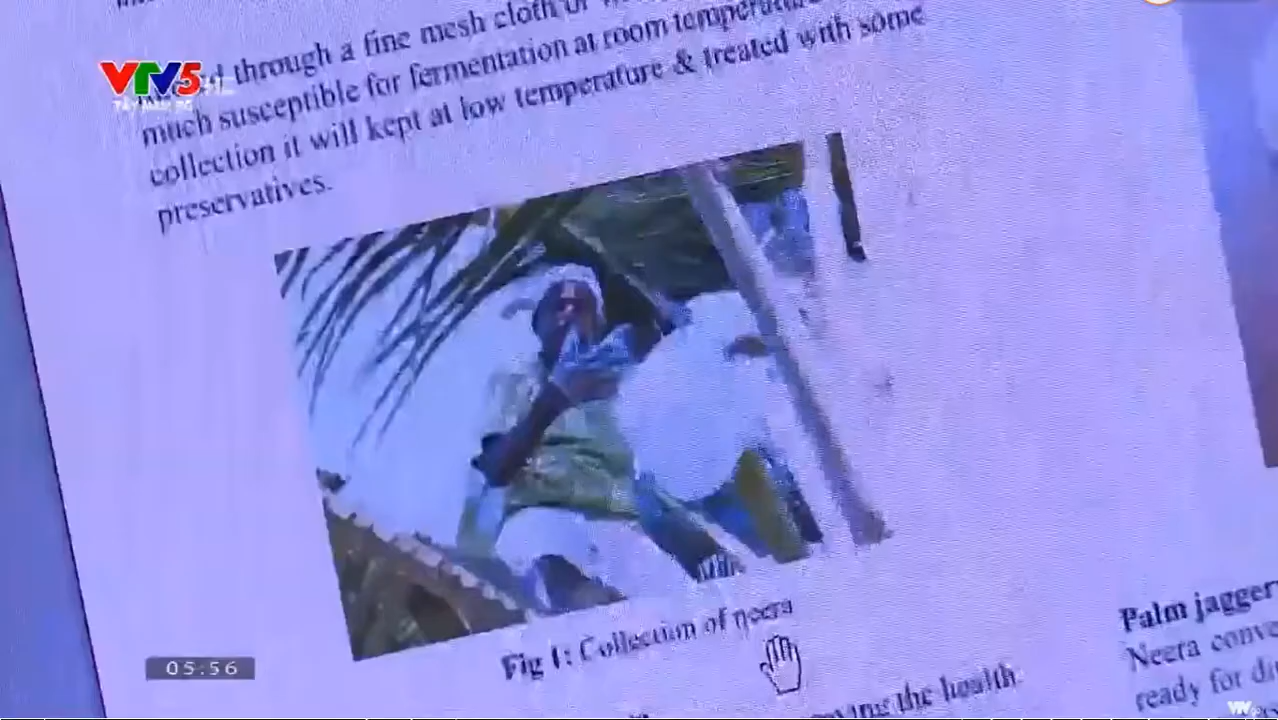 VTV5
through a fine mesh cloth or
much susceptible for fermentation at room temperature
collection it will kept at low temperature & treated with some
preservatives.
Fig 1: Collection of neera
the health
Palm jagger
Neera conve
ready for di
05:56
VTV